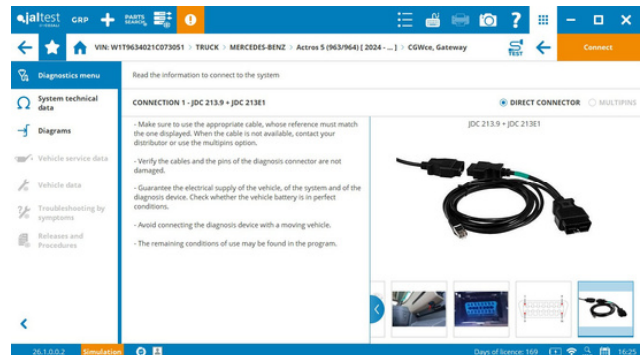 jaltest
GRP
PARTS
SEARCH
VIN: W1T9634021C073051 > TRUCK > MERCEDES-BENZ > Actros 5 (963/964) [ 2024 - ... ] > CGWce, Gateway
TEST
Connect
Diagnostics menu
Read the information to connect to the system
System technical
data
CONNECTION 1 - JDC 213.9 + JDC 213E1
DIRECT CONNECTOR
MULTIPINS
Diagrams
- Make sure to use the appropriate cable, whose reference must match
the one displayed. When the cable is not available, contact your
distributor or use the multipins option.
JDC 213.9 + JDC 213E1
Vehicle service data
- Verify the cables and the pins of the diagnosis connector are not
damaged.
Vehicle data
- Guarantee the electrical supply of the vehicle, of the system and of the
diagnosis device. Check whether the vehicle battery is in perfect
conditions.
Troubleshooting by
symptoms
- Avoid connecting the diagnosis device with a moving vehicle.
Releases and
Procedures
- The remaining conditions of use may be found in the program.
26.1.0.0.2
Simulation
Days of licence: 169
16:25